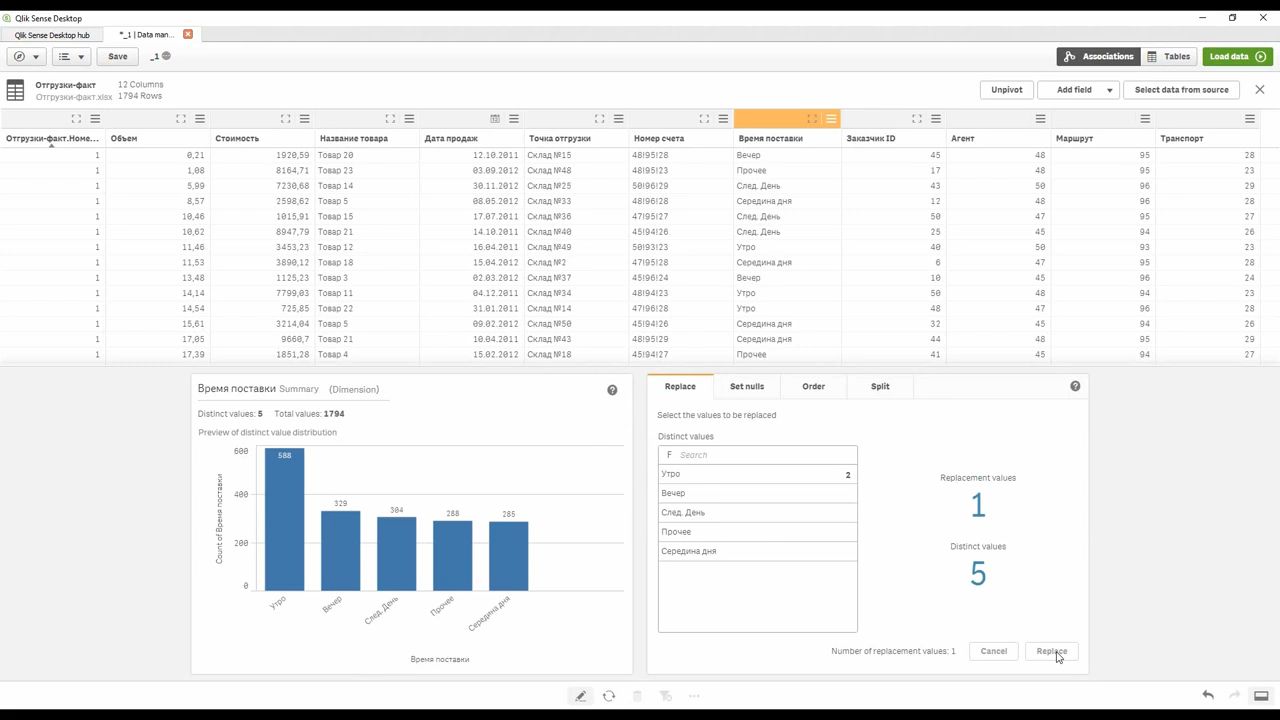 Qlik Sense Desktop
Qlik Sense Desktop hub
*_1 | Data man...
Save
_1
Associations
Tables
Load data
Отгрузки-факт
12 Columns
Отгрузки-факт.xlsx
1794 Rows
Unpivot
Add field
Select data from source
Отгрузки-факт.Номе... Объем Стоимость Название товара Дата продаж Точка отгрузки Номер счета Время поставки Заказчик ID Агент Маршрут Транспорт
1 0,21 1920,59 Товар 20 12.10.2011 Склад №15 48!95!28 Вечер 45 48 95 28
1 1,08 8164,71 Товар 23 03.09.2012 Склад №48 48!95!23 Прочее 17 48 95 23
1 5,99 7230,68 Товар 14 30.11.2012 Склад №25 50!96!29 След. День 43 50 96 29
1 8,57 2598,62 Товар 5 08.05.2012 Склад №33 48!96!28 Середина дня 12 48 96 28
1 10,46 1015,91 Товар 15 17.07.2011 Склад №36 47!95!27 След. День 50 47 95 27
1 10,62 8947,79 Товар 21 14.10.2011 Склад №40 45!94!26 След. День 25 45 94 26
1 11,46 3453,23 Товар 12 16.04.2011 Склад №49 50!93!23 Утро 40 50 93 23
1 11,53 3890,12 Товар 18 15.04.2012 Склад №2 47!95!28 Середина дня 6 47 95 28
1 13,48 1125,23 Товар 3 02.03.2012 Склад №37 45!96!24 Вечер 10 45 96 24
1 14,14 7799,03 Товар 11 04.12.2011 Склад №34 48!94!23 Утро 50 48 94 23
1 14,54 725,85 Товар 22 31.01.2011 Склад №14 47!96!28 Утро 48 47 96 28
1 15,61 3214,04 Товар 5 09.02.2012 Склад №50 45!94!26 Середина дня 32 45 94 26
1 17,05 9660,7 Товар 21 10.04.2011 Склад №43 48!95!29 Середина дня 44 48 95 29
1 17,39 1851,28 Товар 4 15.02.2012 Склад №18 45!94!27 Прочее 41 45 94 27
Время поставки Summary (Dimension)
Distinct values: 5 Total values: 1794
Preview of distinct value distribution
Count of Время поставки
600
400
200
0
588
329
304
288
285
Утро
Вечер
След. День
Прочее
Середина дня
Время поставки
Replace
Set nulls
Order
Split
Select the values to be replaced
Distinct values
F Search
Утро 2
Вечер
След. День
Прочее
Середина дня
Replacement values
1
Distinct values
5
Number of replacement values: 1
Cancel
Replace